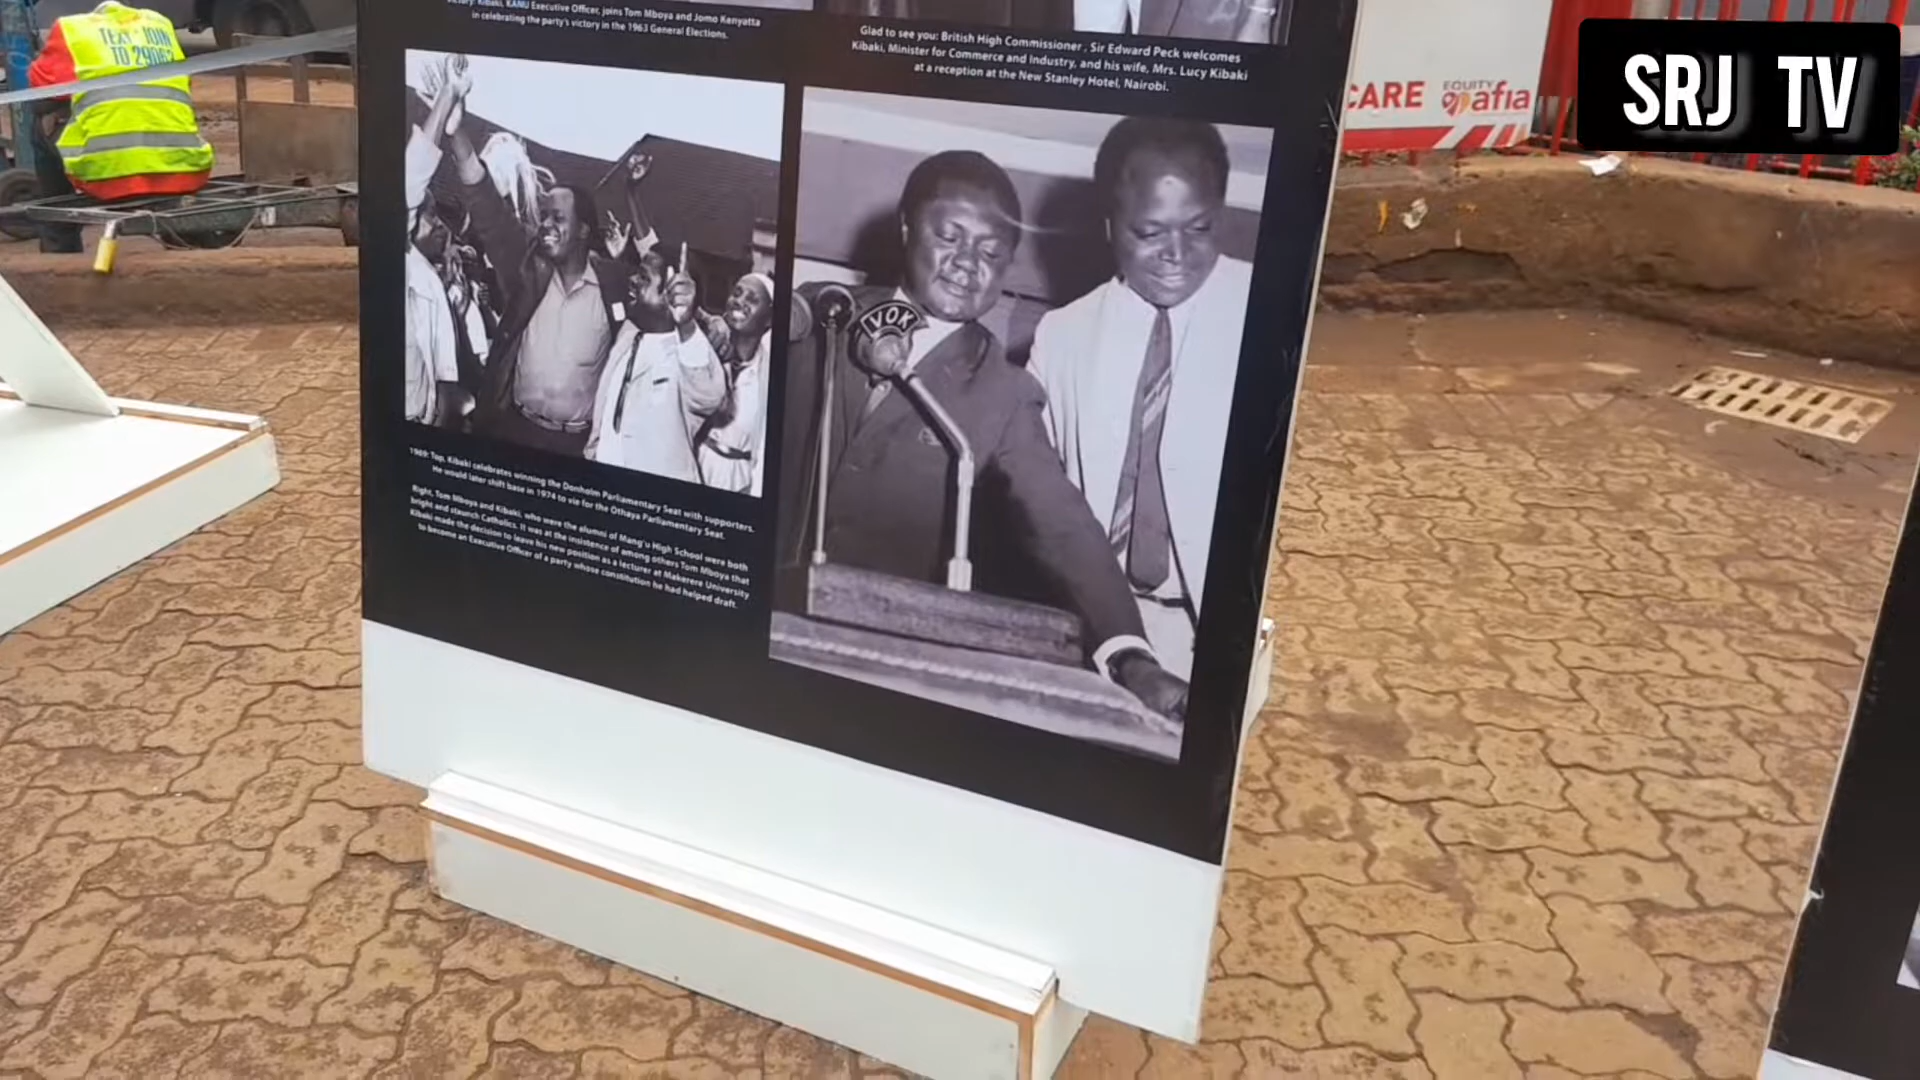 TEXT 'JOIN'
TO 29062
Victory: Kibaki, KANU Executive Officer, joins Tom Mboya and Jomo Kenyatta
in celebrating the party's victory in the 1963 General Elections.
Glad to see you: British High Commissioner , Sir Edward Peck welcomes
Kibaki, Minister for Commerce and Industry, and his wife, Mrs. Lucy Kibaki
at a reception at the New Stanley Hotel, Nairobi.
CARE
EQUITY
afia
SRJ TV
VOK
1969: Top, Kibaki celebrates winning the Donholm Parliamentary Seat with supporters.
He would later shift base in 1974 to vie for the Othaya Parliamentary Seat.
Right, Tom Mboya and Kibaki, who were the alumni of Mang'u High School were both
bright and staunch Catholics. It was at the insistence of among others Tom Mboya that
Kibaki made the decision to leave his new position as a lecturer at Makerere University
to become an Executive Officer of a party whose constitution he had helped draft.